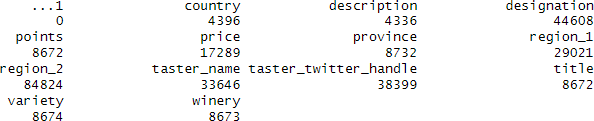 ...1 country description designation
0 4396 4336 44608
points price province region_1
8672 17289 8732 29021
region_2 taster_name taster_twitter_handle title
84824 33646 38399 8672
variety winery
8674 8673